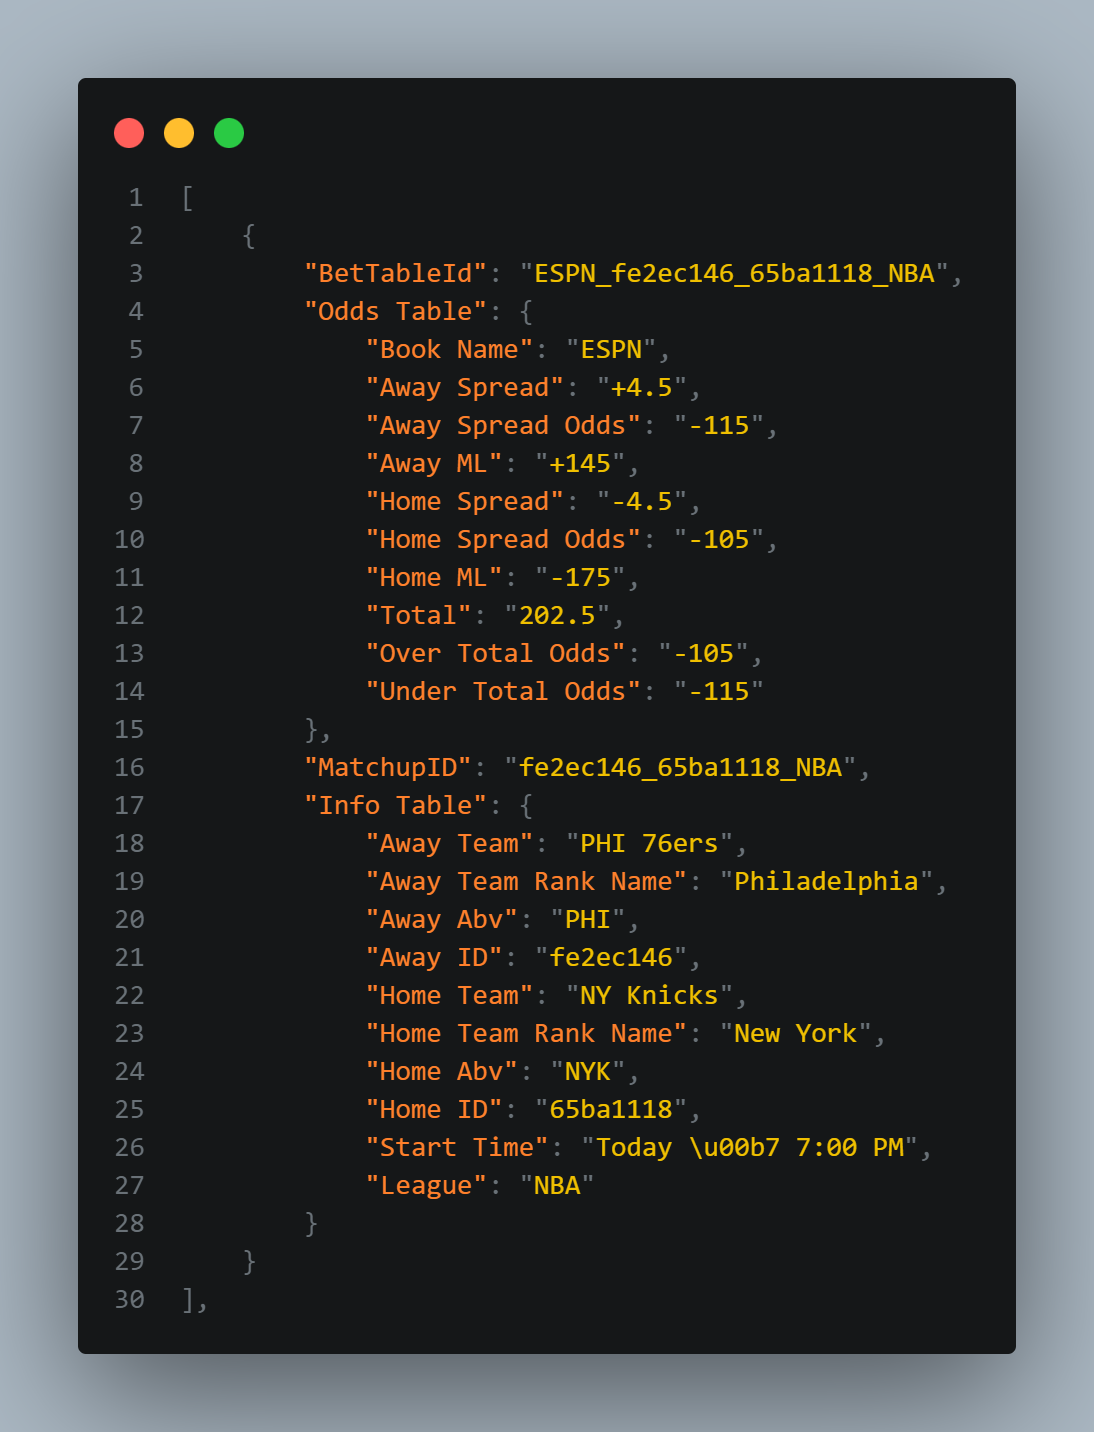 1 [
2     {
3         "BetTableId": "ESPN_fe2ec146_65ba1118_NBA",
4         "Odds Table": {
5             "Book Name": "ESPN",
6             "Away Spread": "+4.5",
7             "Away Spread Odds": "-115",
8             "Away ML": "+145",
9             "Home Spread": "-4.5",
10             "Home Spread Odds": "-105",
11             "Home ML": "-175",
12             "Total": "202.5",
13             "Over Total Odds": "-105",
14             "Under Total Odds": "-115"
15         },
16         "MatchupID": "fe2ec146_65ba1118_NBA",
17         "Info Table": {
18             "Away Team": "PHI 76ers",
19             "Away Team Rank Name": "Philadelphia",
20             "Away Abv": "PHI",
21             "Away ID": "fe2ec146",
22             "Home Team": "NY Knicks",
23             "Home Team Rank Name": "New York",
24             "Home Abv": "NYK",
25             "Home ID": "65ba1118",
26             "Start Time": "Today \u00b7 7:00 PM",
27             "League": "NBA"
28         }
29     }
30 ],